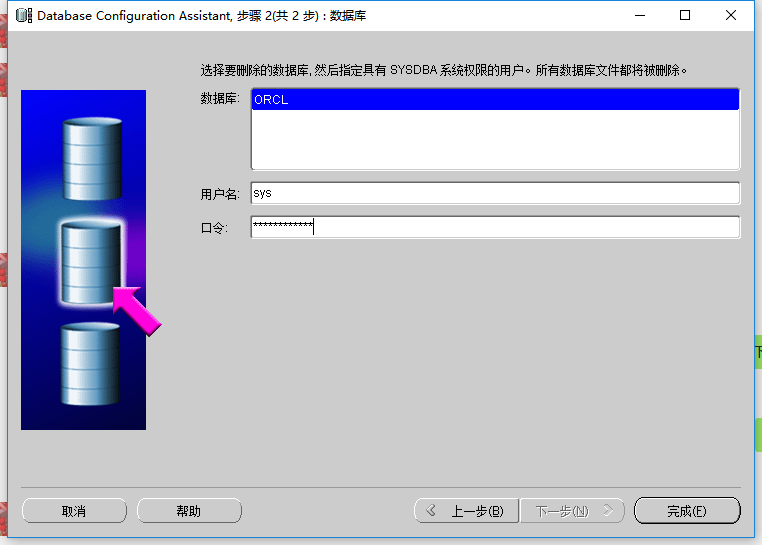 Database Configuration Assistant, 步骤 2(共 2 步) : 数据库
选择要删除的数据库, 然后指定具有 SYSDBA 系统权限的用户。所有数据库文件都将被删除。
数据库:
ORCL
用户名:
sys
口令:
************
下
取消
帮助
上一步(B)
下一步(N)
完成(F)